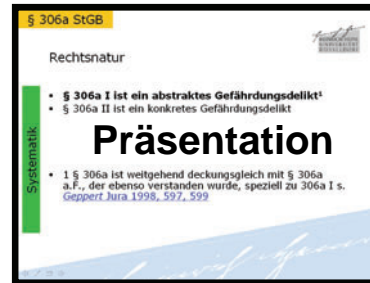 § 306a StGB
Rechtsnatur
• § 306a I ist ein abstraktes Gefährdungsdelikt¹
• § 306a II ist ein konkretes Gefährdungsdelikt
Präsentation
Systematik
• 1 § 306a ist weitgehend deckungsgleich mit § 306a
a.F., der ebenso verstanden wurde, speziell zu 306a I s.
Geppert Jura 1998, 597, 599